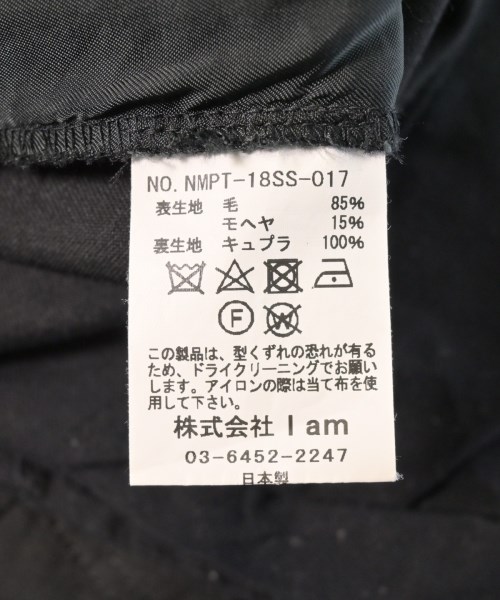 NO. NMPT-18SS-017
表生地 毛 85%
モヘヤ 15%
裏生地 キュプラ 100%
F W
この製品は、型くずれの恐れが有る
ため、ドライクリーニングでお願い
します。アイロンの際は当て布を使
用して下さい。
株式会社 I am
03-6452-2247
日本製